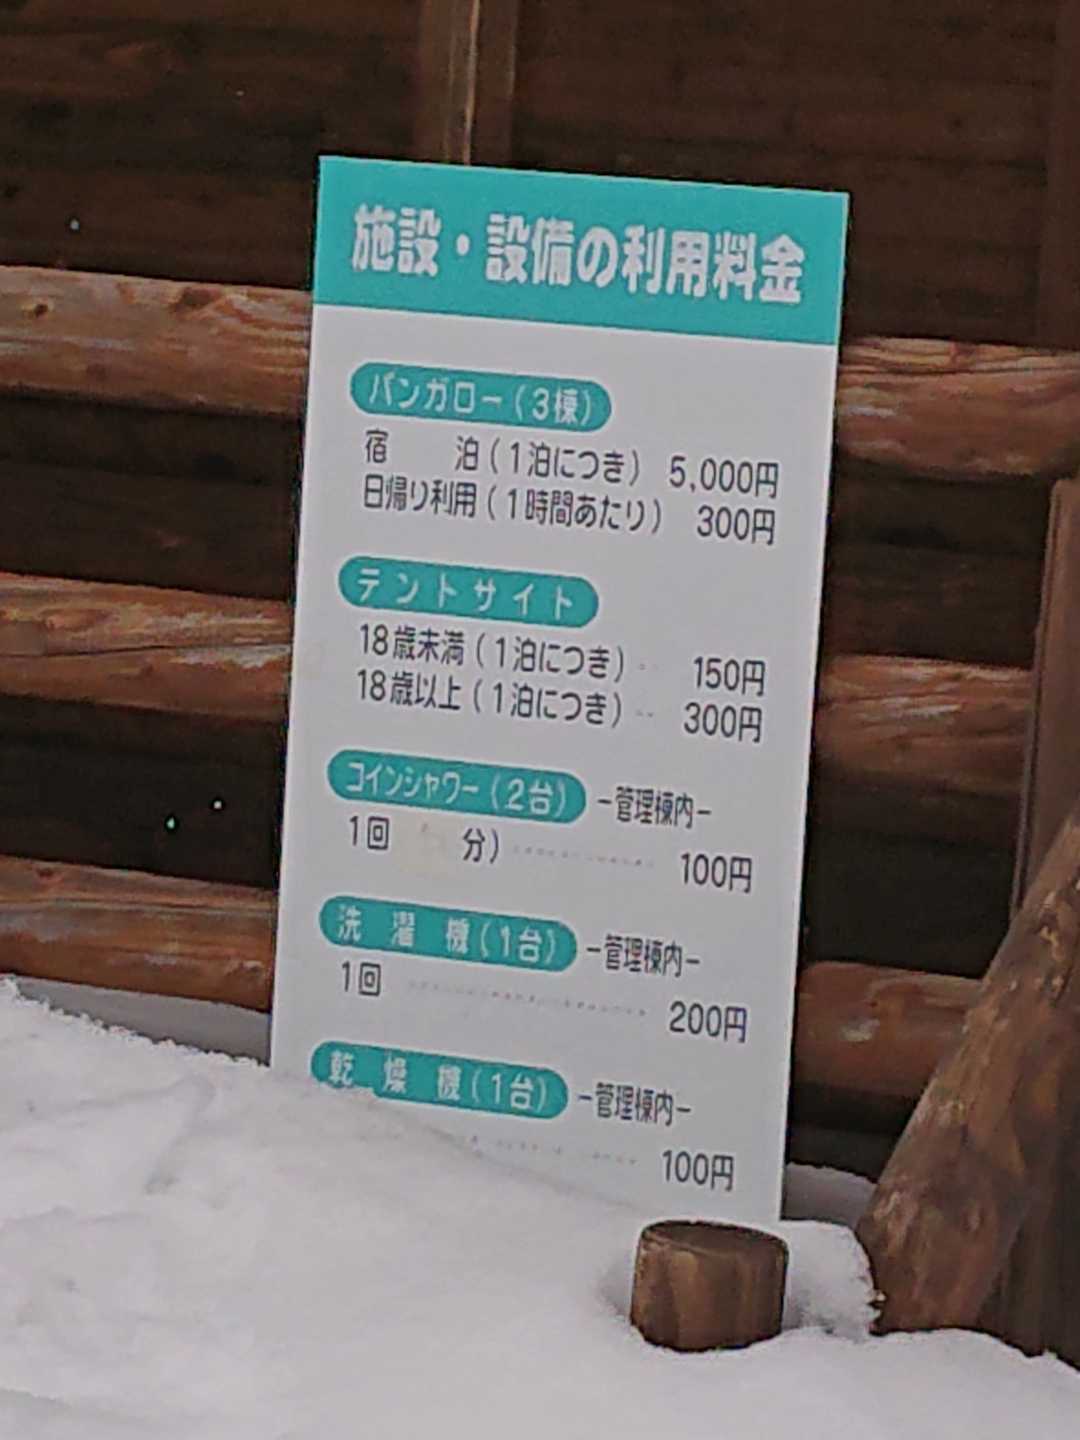 施設・設備の利用料金
バンガロー(3棟)
宿 泊(1泊につき) 5,000円
日帰り利用(1時間あたり) 300円
テントサイト
18歳未満(1泊につき)‥ 150円
18歳以上(1泊につき)‥ 300円
コインシャワー(2台) −管理棟内−
1回 分)‥‥‥‥‥‥ 100円
洗濯機(1台) −管理棟内−
1回 ‥‥‥‥‥‥‥‥ 200円
乾燥機(1台) −管理棟内−
‥‥‥‥‥‥ 100円